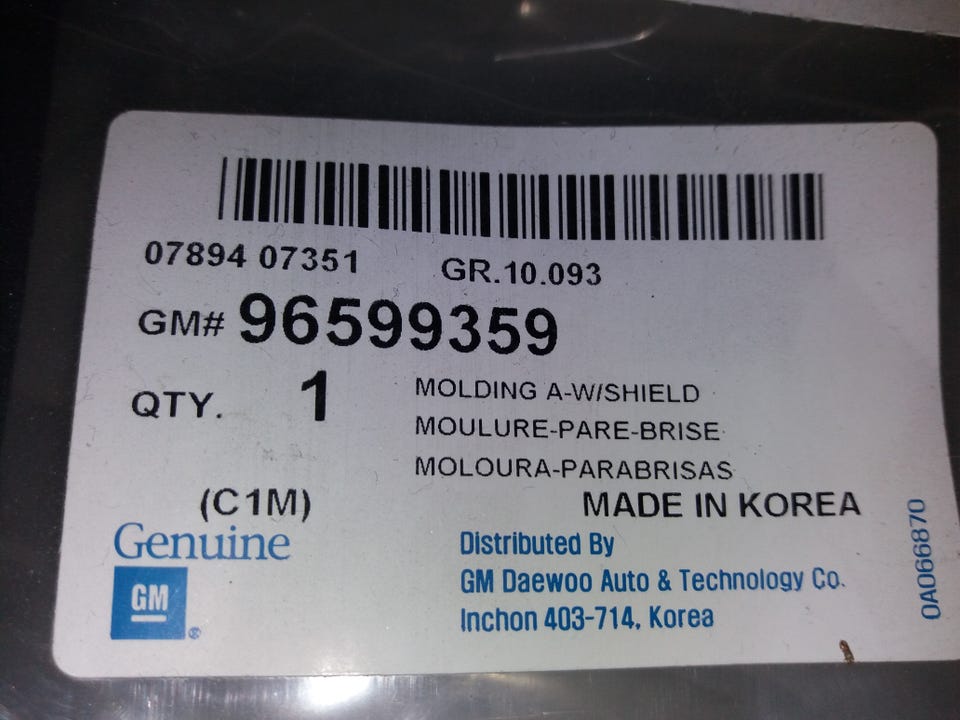 07894 07351 GR.10.093
GM# 96599359
QTY. 1
MOLDING A-W/SHIELD
MOULURE-PARE-BRISE
MOLOURA-PARABRISAS
(C1M)
MADE IN KOREA
Genuine
GM
®
Distributed By
GM Daewoo Auto & Technology Co.
Inchon 403-714, Korea
0A066870